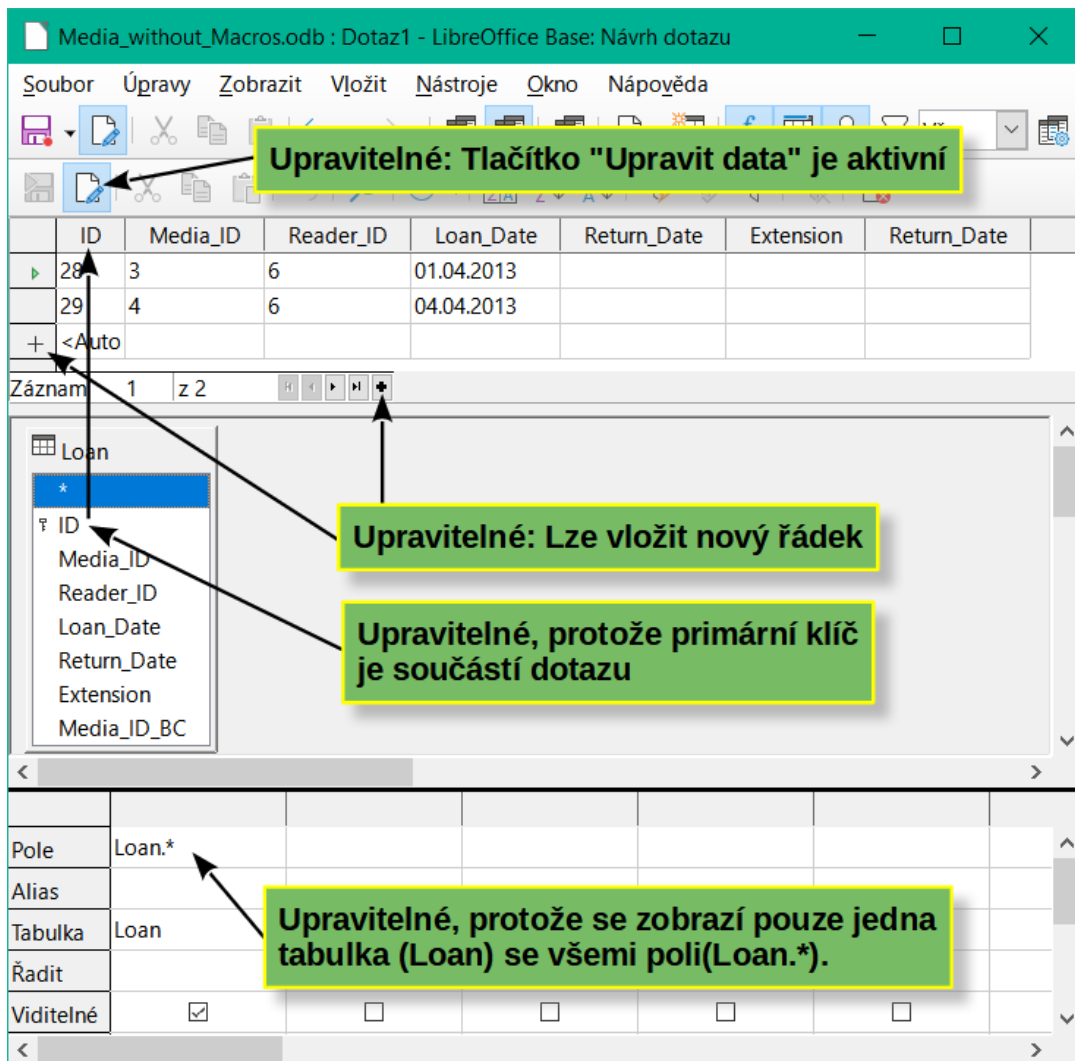 Media_without_Macros.odb : Dotaz1 - LibreOffice Base: Návrh dotazu
Soubor Úpravy Zobrazit Vložit Nástroje Okno Nápověda
Upravitelné: Tlačítko "Upravit data" je aktivní
ID Media_ID Reader_ID Loan_Date Return_Date Extension Return_Date
28 3 6 01.04.2013
29 4 6 04.04.2013
<Auto
Záznam 1 z 2
Loan
*
ID
Media_ID
Reader_ID
Loan_Date
Return_Date
Extension
Media_ID_BC
Upravitelné: Lze vložit nový řádek
Upravitelné, protože primární klíč
je součástí dotazu
Pole Loan.*
Alias
Tabulka Loan
Řadit
Viditelné
Upravitelné, protože se zobrazí pouze jedna
tabulka (Loan) se všemi poli(Loan.*).